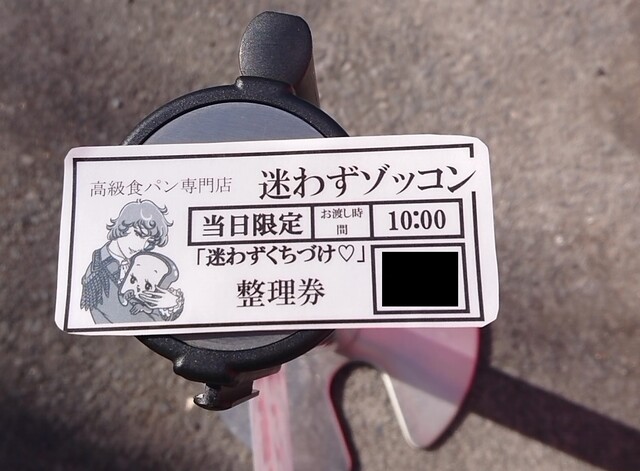 高級食パン専門店 迷わずゾッコン
当日限定 お渡し時間 10:00
「迷わずくちづけ♡」
整理券